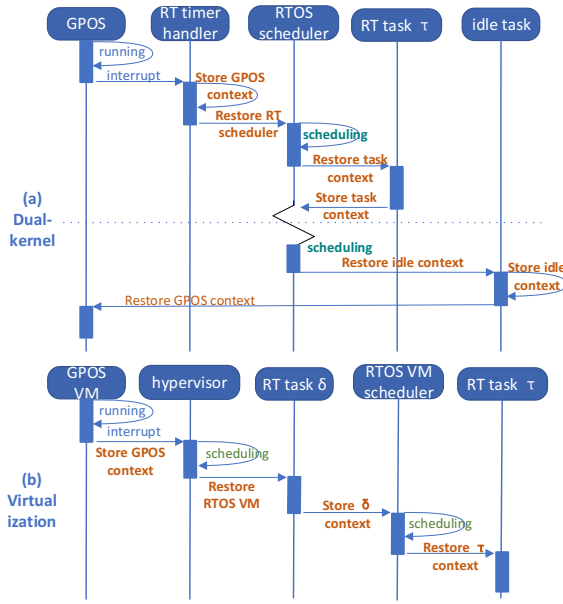 GPOS
RT timer
handler
RTOS
scheduler
RT task τ
idle task
running
interrupt
Store GPOS
context
Restore RT
scheduler
scheduling
Restore task
context
Store task
context
(a)
Dual-
kernel
scheduling
Restore idle context
Store idle
context
Restore GPOS context
GPOS
VM
hypervisor
RT task δ
RTOS VM
scheduler
RT task τ
running
interrupt
Store GPOS
context
scheduling
Restore
RTOS VM
(b)
Virtual
ization
Store δ
context
scheduling
Restore τ
context